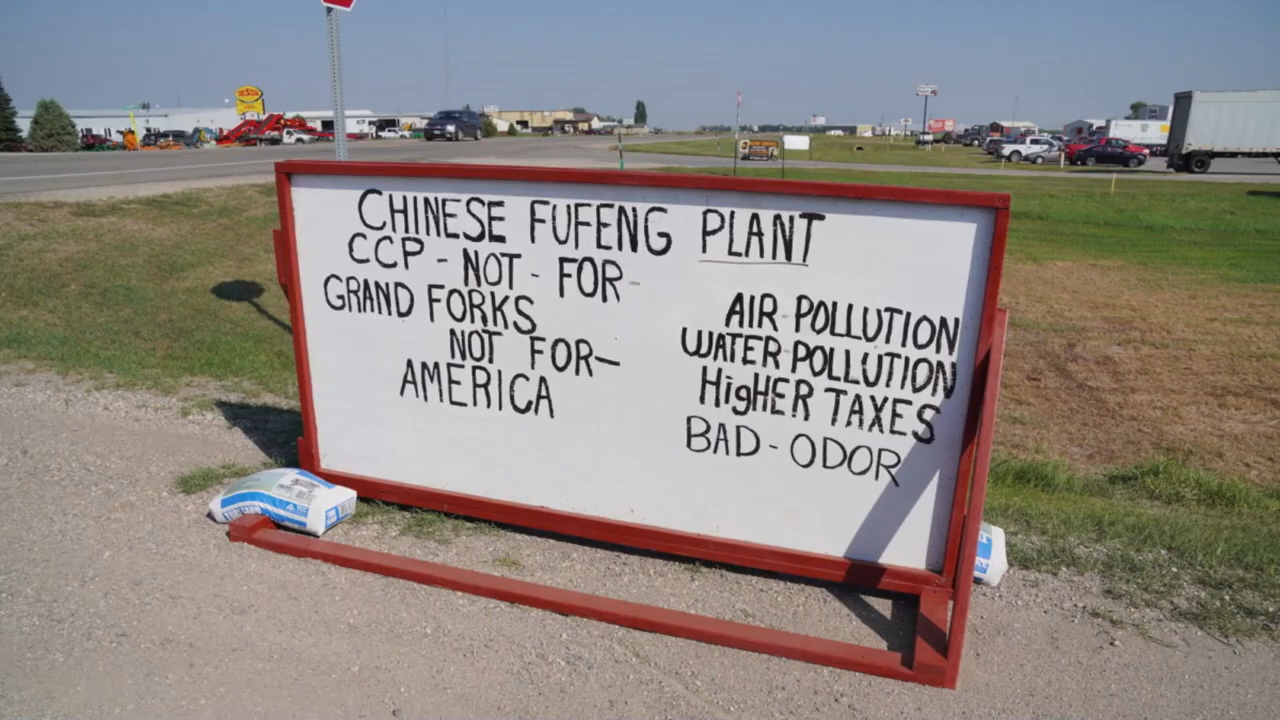 CHINESE FUFENG PLANT
CCP - NOT - FOR -
GRAND FORKS
NOT FOR -
AMERICA
AIR POLLUTION
WATER POLLUTION
HigHER TAXES
BAD - ODOR